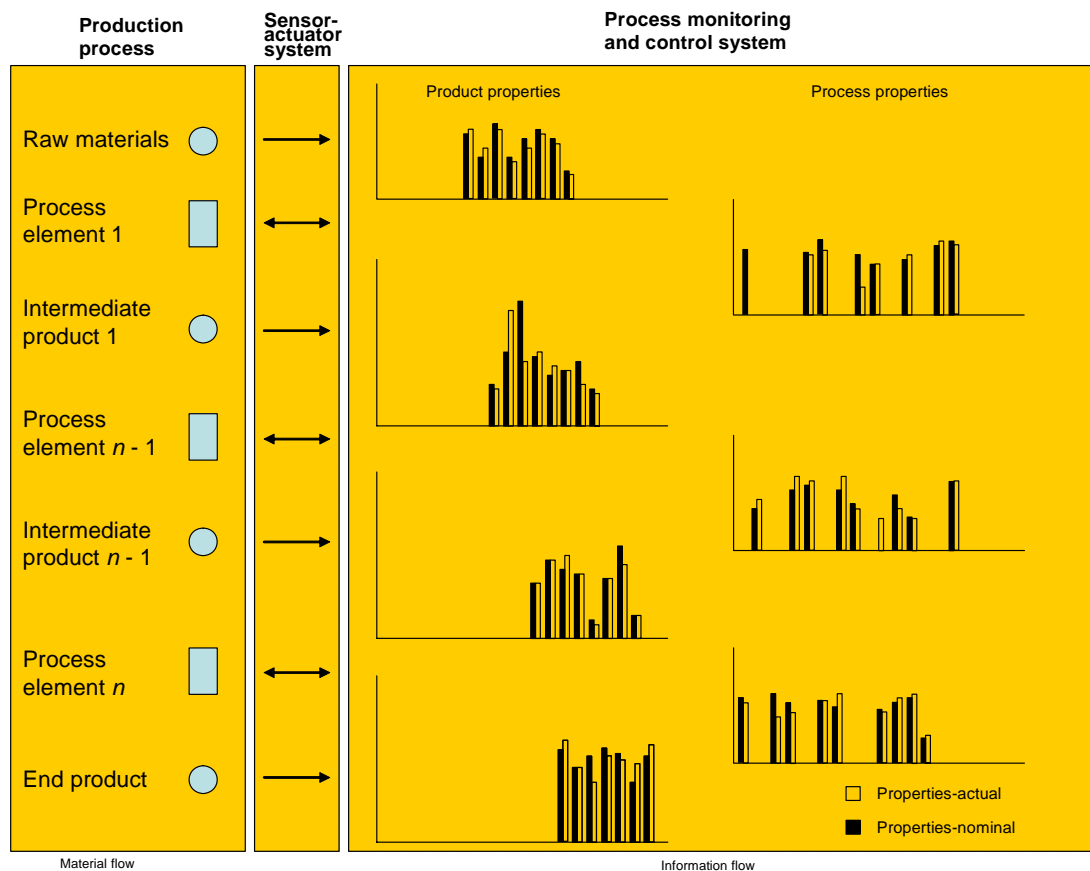 Production
process
Sensor-
actuator
system
Process monitoring
and control system
Raw materials
Process
element 1
Intermediate
product 1
Process
element n - 1
Intermediate
product n - 1
Process
element n
End product
Product properties
Process properties
Properties-actual
Properties-nominal
Material flow
Information flow